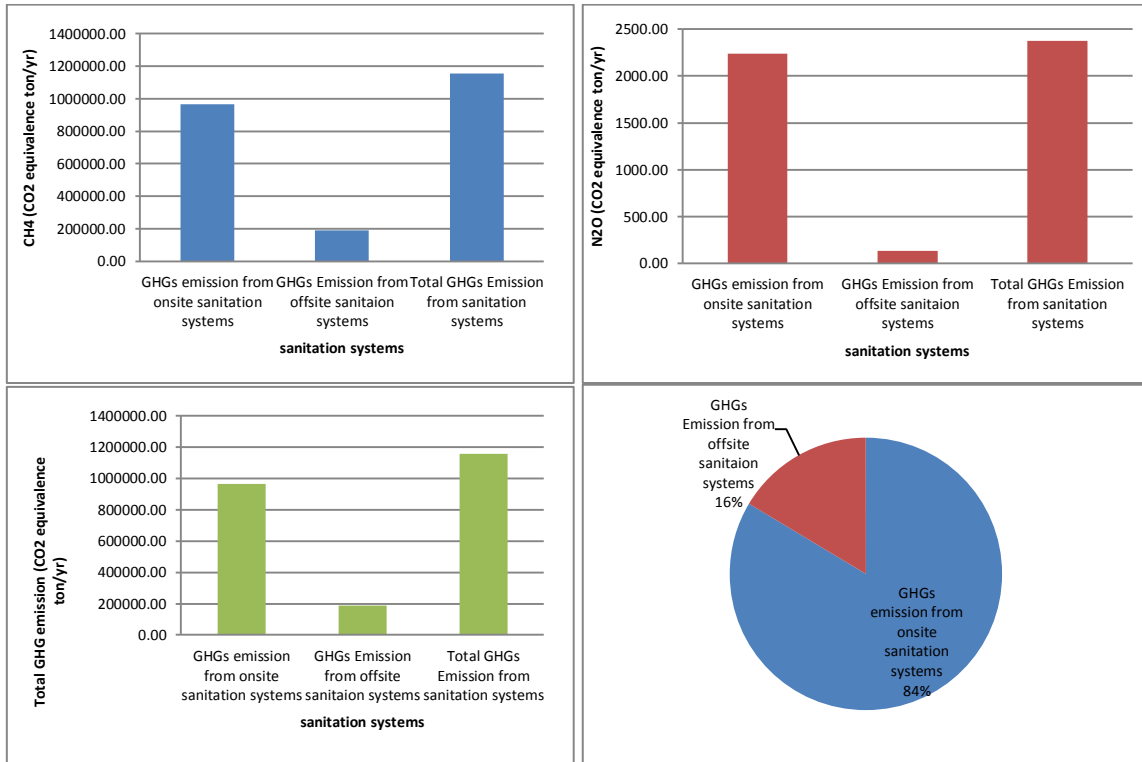 CH4 (CO2 equivalence ton/yr)
1400000.00
1200000.00
1000000.00
800000.00
600000.00
400000.00
200000.00
0.00
GHGs emission from
onsite sanitation
systems
GHGs Emission from
offsite sanitaion
systems
Total GHGs Emission
from sanitation
systems
sanitation systems
N2O (CO2 equivalence ton/yr)
2500.00
2000.00
1500.00
1000.00
500.00
0.00
GHGs emission from
onsite sanitation
systems
GHGs Emission from
offsite sanitaion
systems
Total GHGs Emission
from sanitation
systems
sanitation systems
Total GHG emission (CO2 equivalence
ton/yr)
1400000.00
1200000.00
1000000.00
800000.00
600000.00
400000.00
200000.00
0.00
GHGs emission
from onsite
sanitation systems
GHGs Emission
from offsite
sanitaion systems
Total GHGs
Emission from
sanitation systems
sanitation systems
GHGs
Emission from
offsite
sanitaion
systems
16%
GHGs
emission from
onsite
sanitation
systems
84%